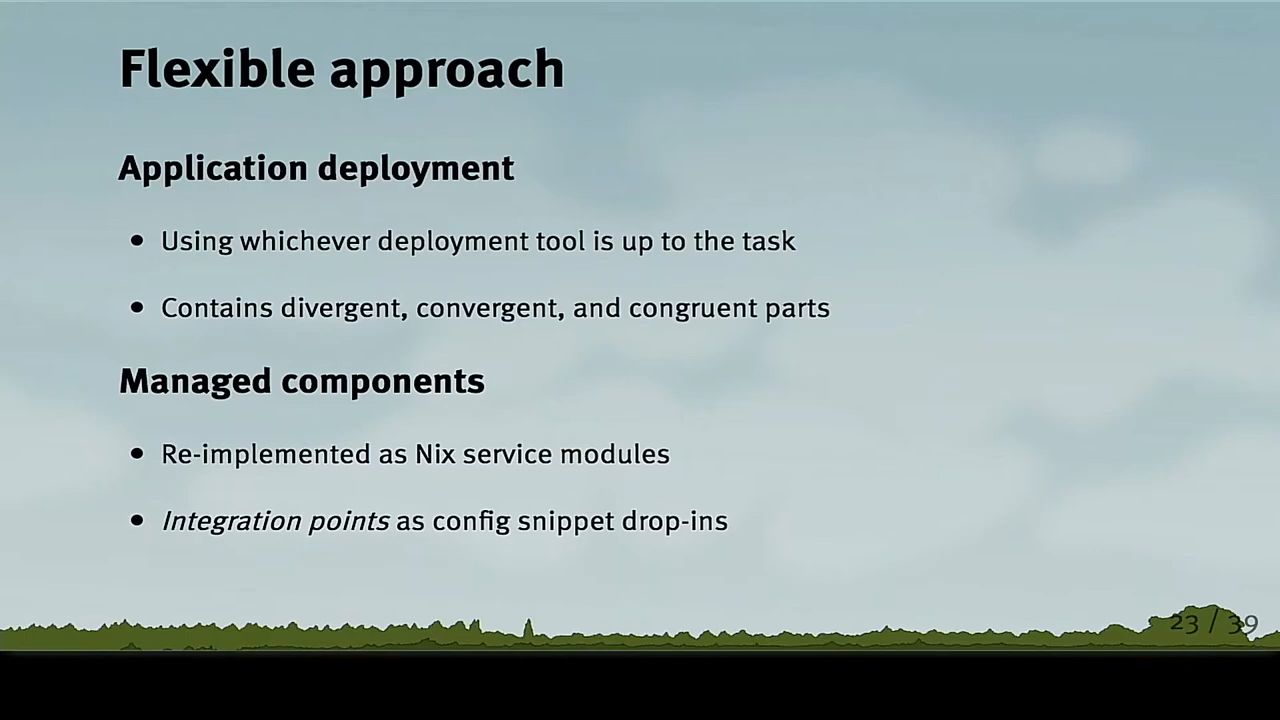 Flexible approach
Application deployment
• Using whichever deployment tool is up to the task
• Contains divergent, convergent, and congruent parts
Managed components
• Re-implemented as Nix service modules
• Integration points as config snippet drop-ins
23 / 39